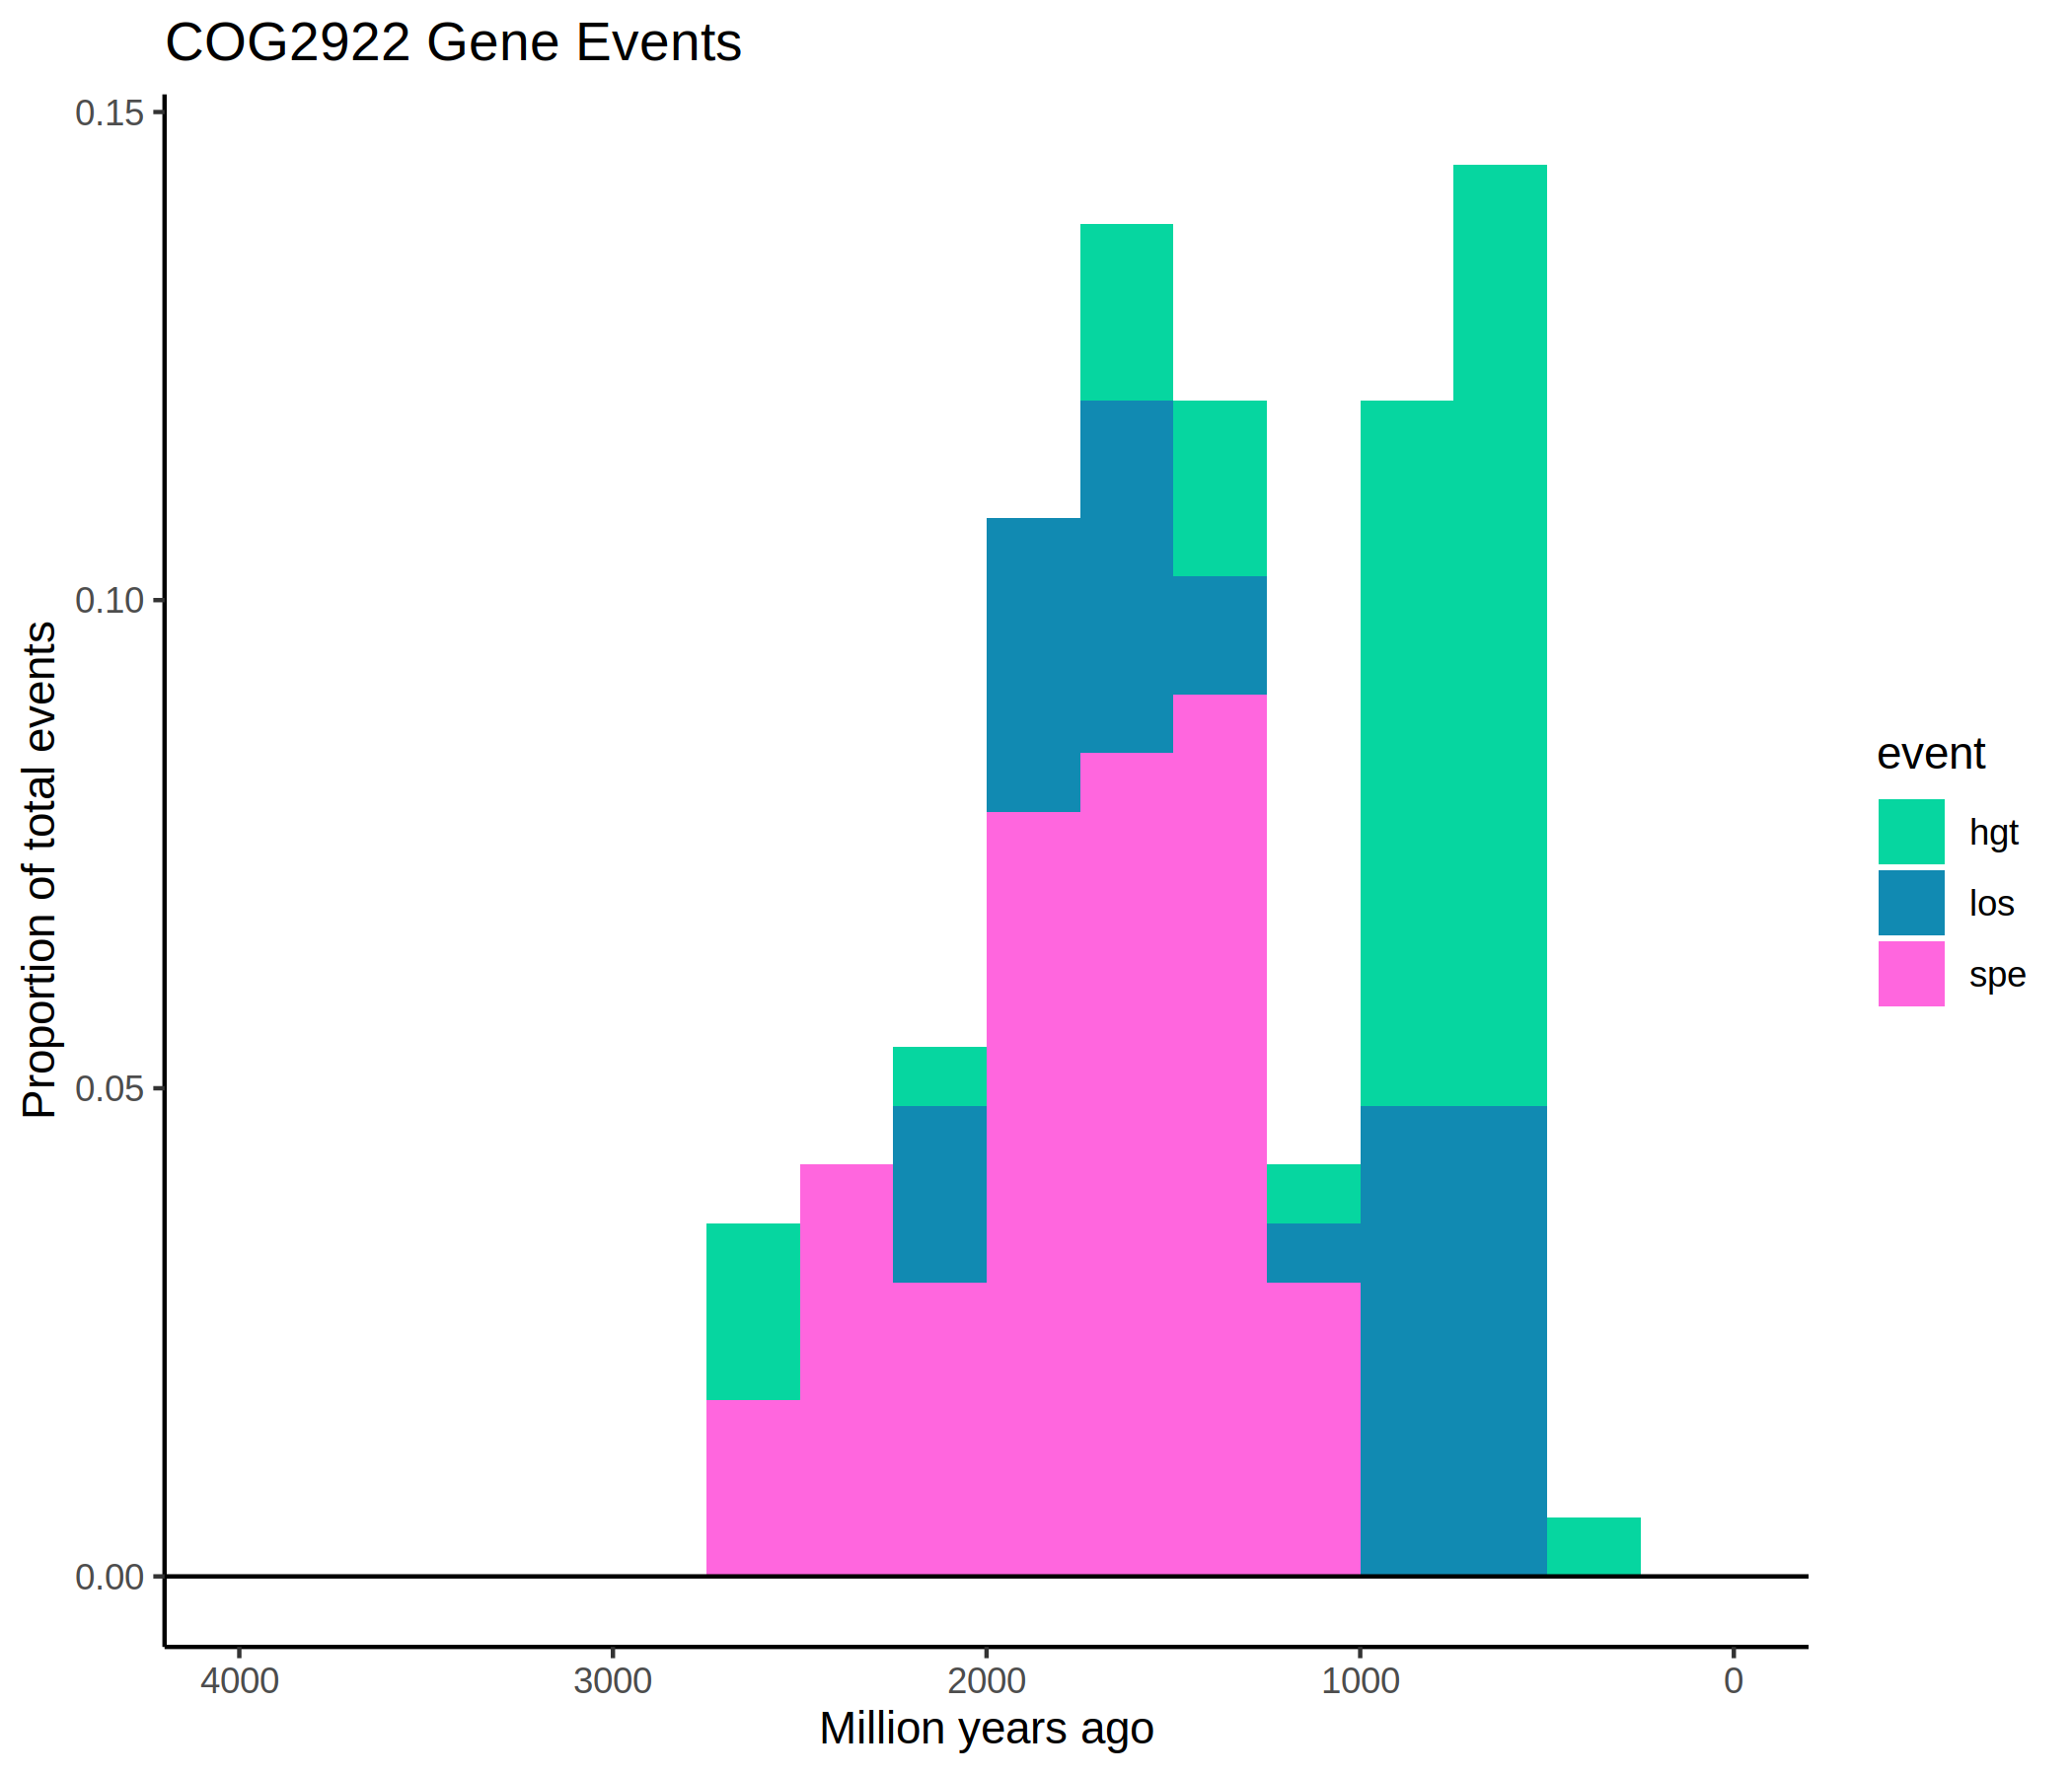 COG2922 Gene Events
Proportion of total events
0.15
0.10
0.05
0.00
4000 3000 2000 1000 0
Million years ago
event
hgt
los
spe